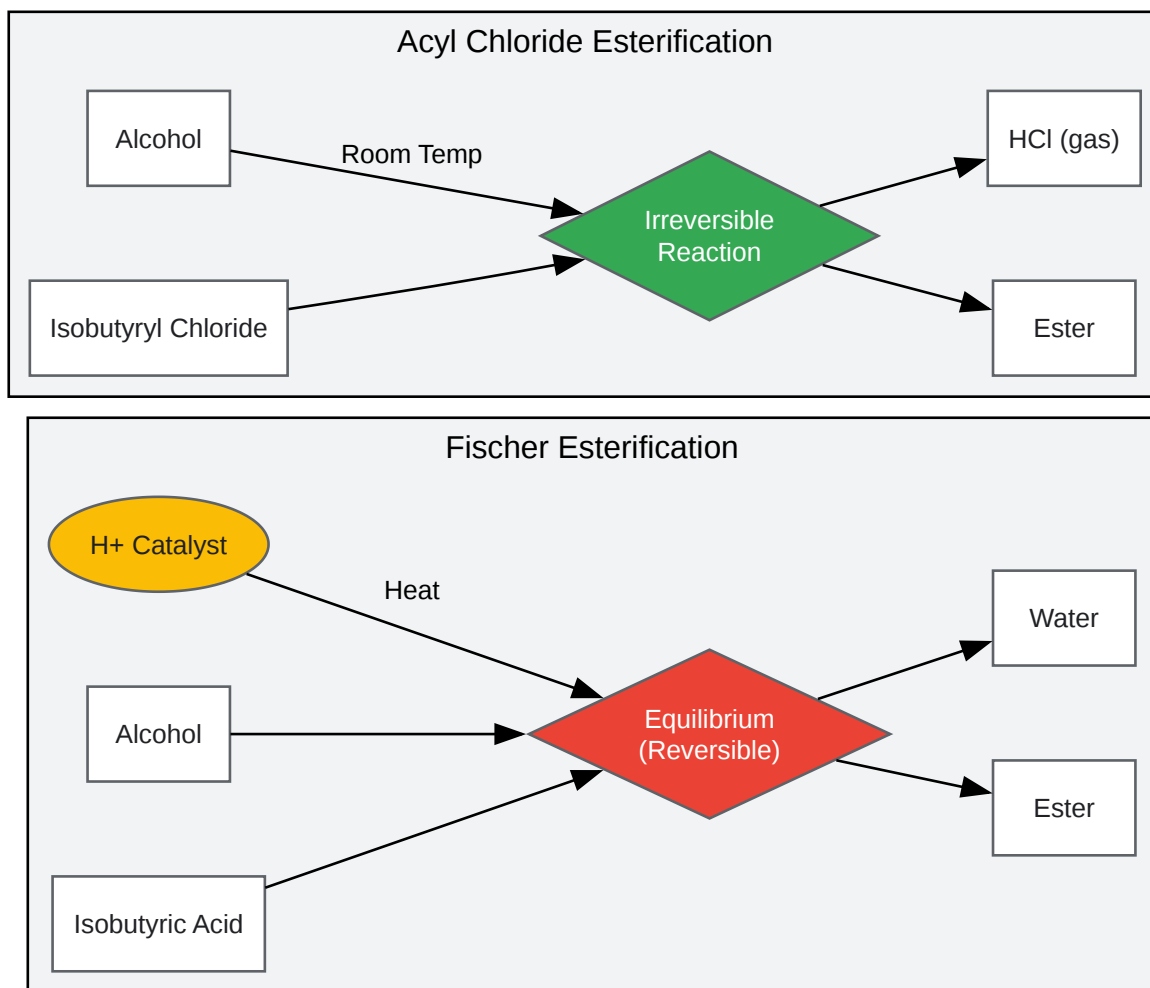 Acyl Chloride Esterification
Alcohol
Room Temp
Isobutyryl Chloride
Irreversible
Reaction
HCl (gas)
Ester
Fischer Esterification
H+ Catalyst
Heat
Alcohol
Isobutyric Acid
Equilibrium
(Reversible)
Water
Ester